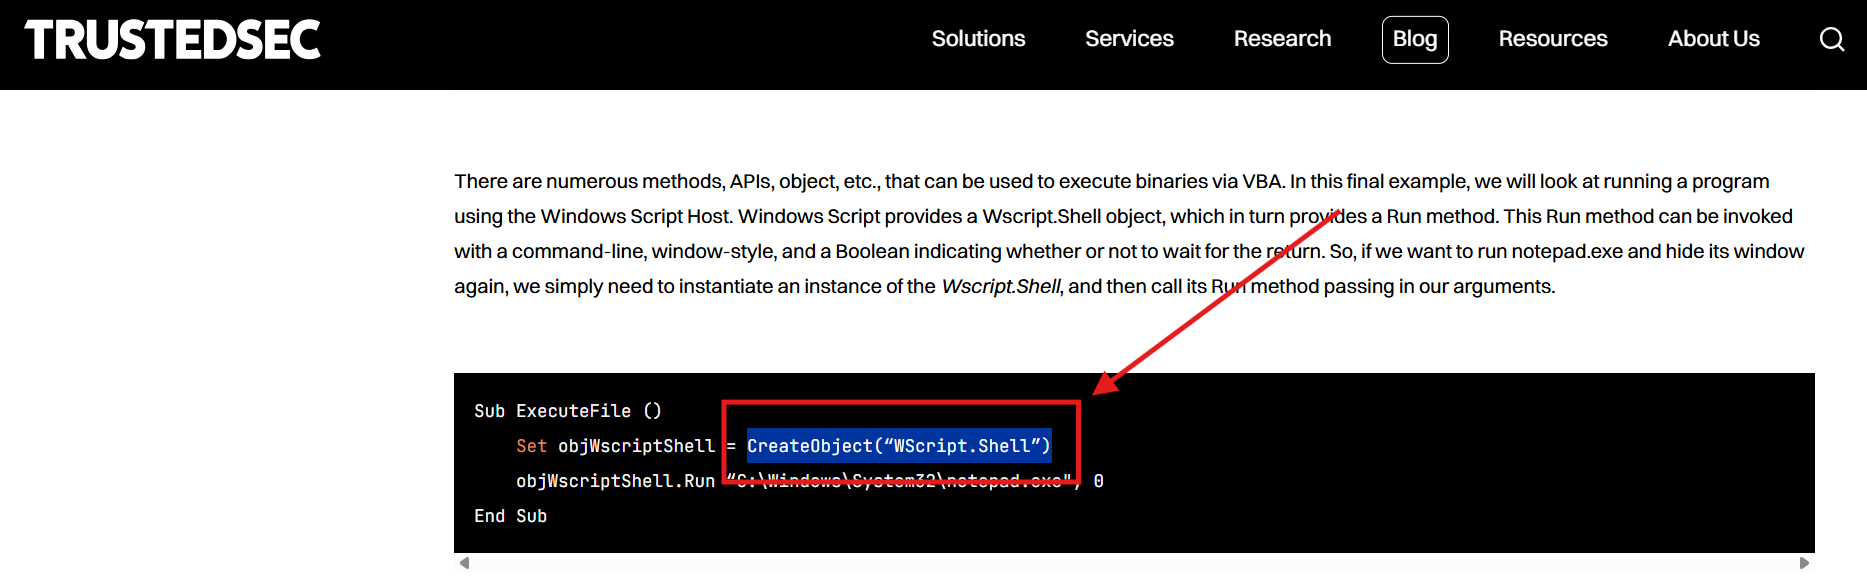 TRUSTEDSEC
Solutions Services Research Blog Resources About Us
There are numerous methods, APIs, object, etc., that can be used to execute binaries via VBA. In this final example, we will look at running a program
using the Windows Script Host. Windows Script provides a Wscript.Shell object, which in turn provides a Run method. This Run method can be invoked
with a command-line, window-style, and a Boolean indicating whether or not to wait for the return. So, if we want to run notepad.exe and hide its window
again, we simply need to instantiate an instance of the Wscript.Shell, and then call its Run method passing in our arguments.
Sub ExecuteFile ()
Set objWscriptShell = CreateObject(“WScript.Shell”)
objWscriptShell.Run “C:\Windows\System32\notepad.exe", 0
End Sub